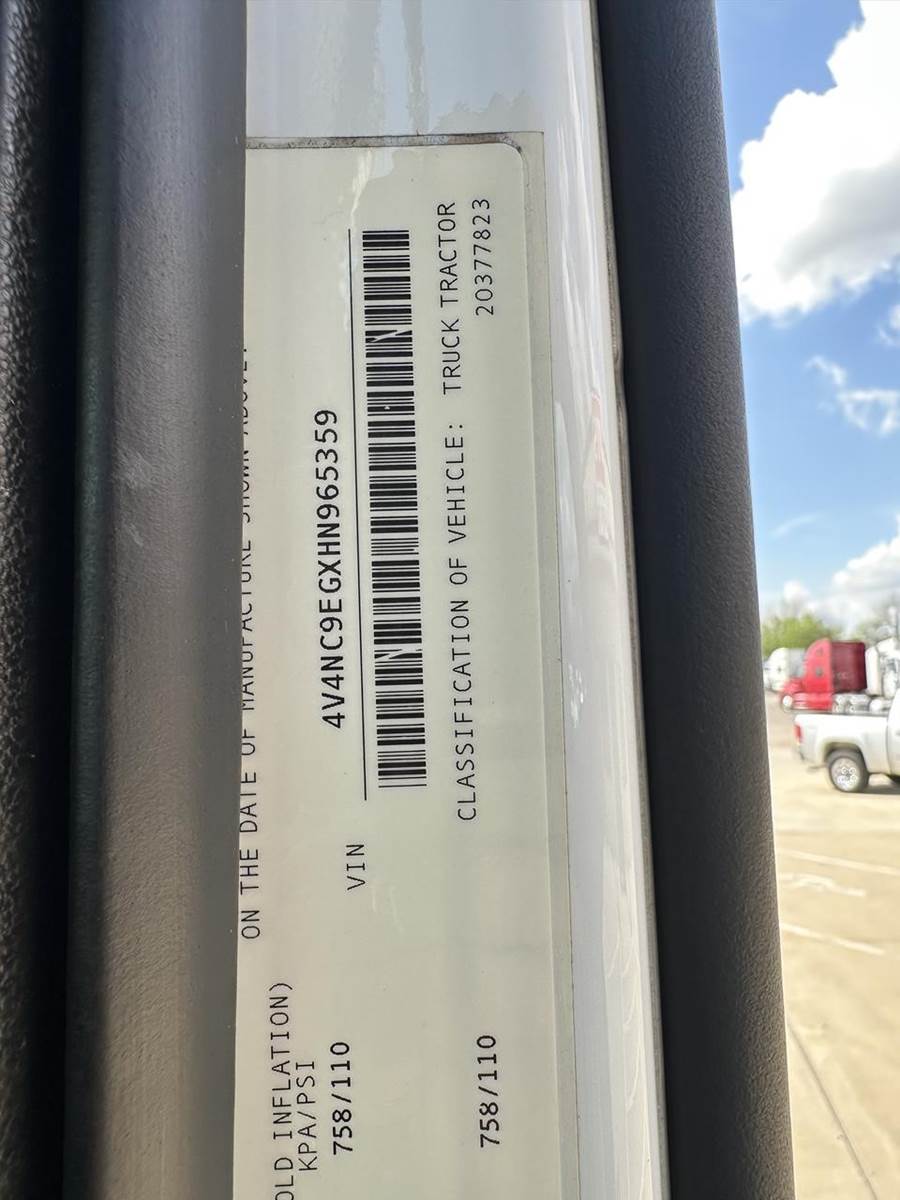 ON THE DATE OF MANUFACTURE SHOWN ABOVE.
4V4NC9EGXHN965359
VIN
CLASSIFICATION OF VEHICLE: TRUCK TRACTOR
20377823
OLD INFLATION)
KPA/PSI
758/110
758/110